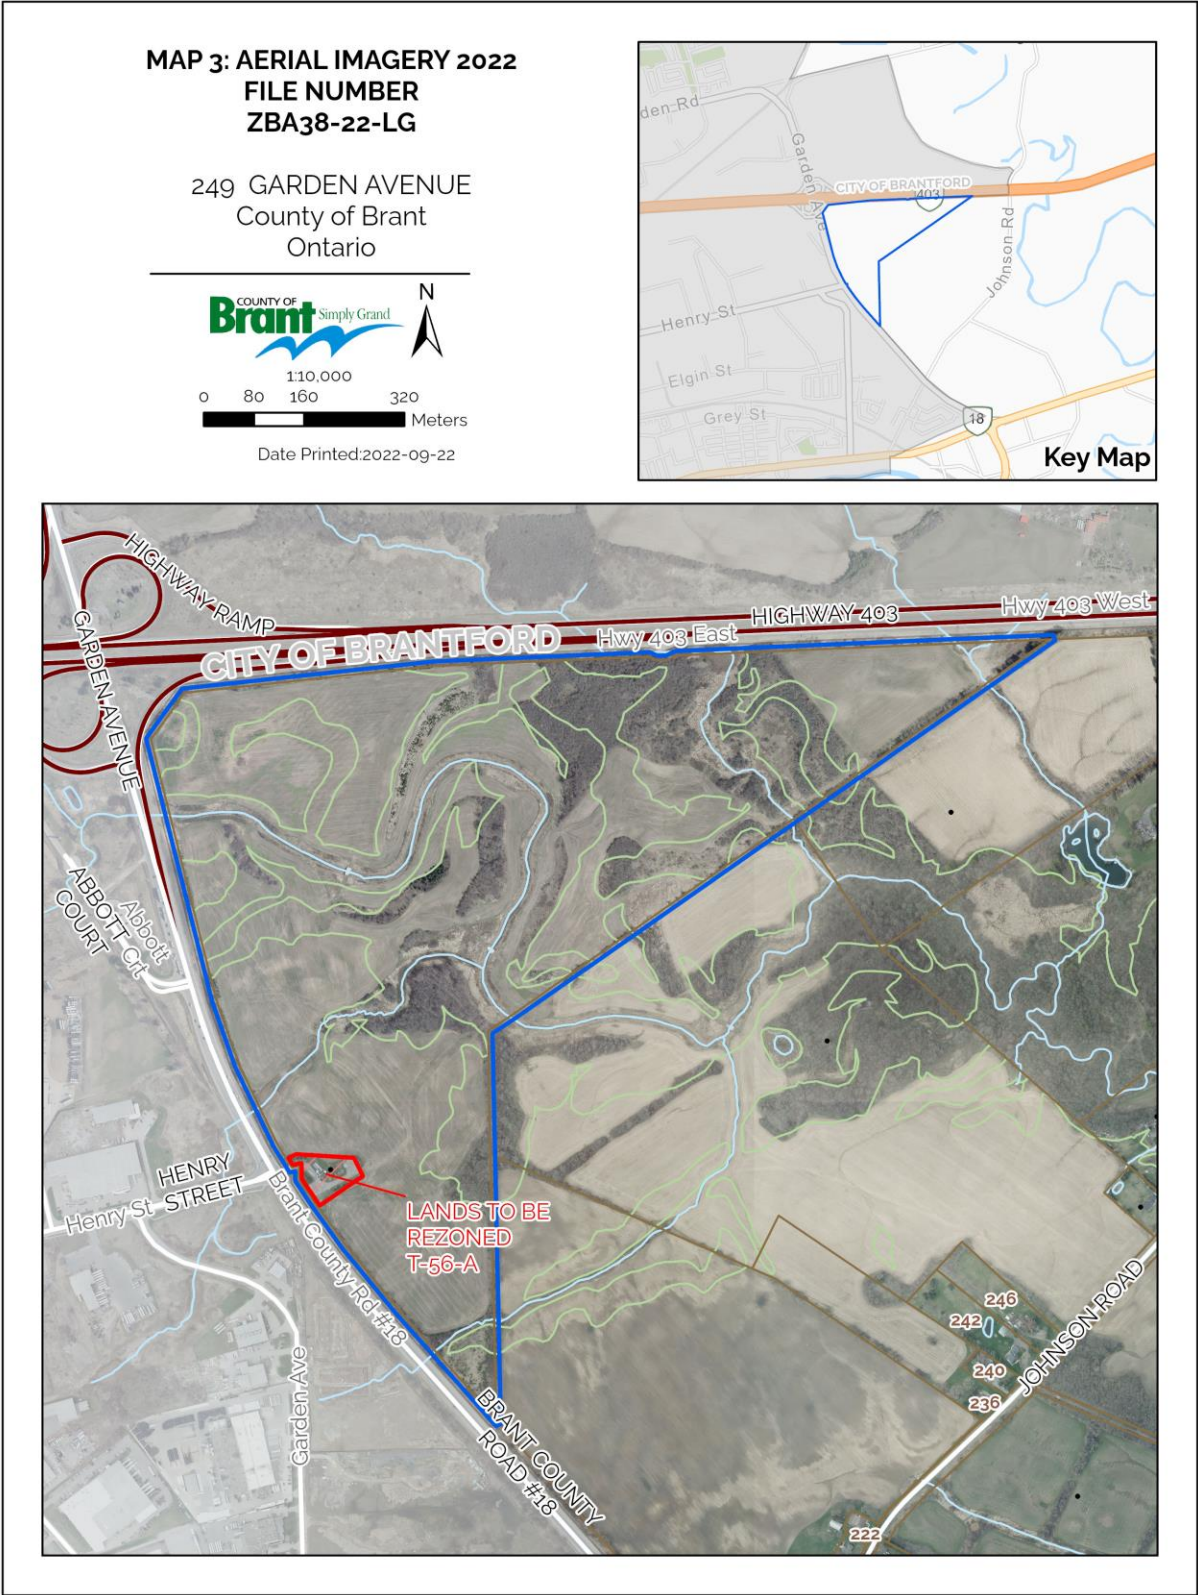 MAP 3: AERIAL IMAGERY 2022
FILE NUMBER
ZBA38-22-LG
249 GARDEN AVENUE
County of Brant
Ontario
COUNTY OF
Brant Simply Grand
N
1:10,000
0 80 160 320
Meters
Date Printed:2022-09-22
den Rd
Garden Ave
CITY OF BRANTFORD
403
Johnson Rd
Henry St
Elgin St
Grey St
18
Key Map
HIGHWAY RAMP
GARDEN AVENUE
CITY OF BRANTFORD
Hwy 403 East
HIGHWAY 403
Hwy 403 West
ABBOTT
COURT
Abbott
Crt
HENRY
STREET
Henry St
Brant County Rd #18
LANDS TO BE
REZONED
T-56-A
Garden Ave
BRANT COUNTY
ROAD #18
246
242
240
236
JOHNSON ROAD
222